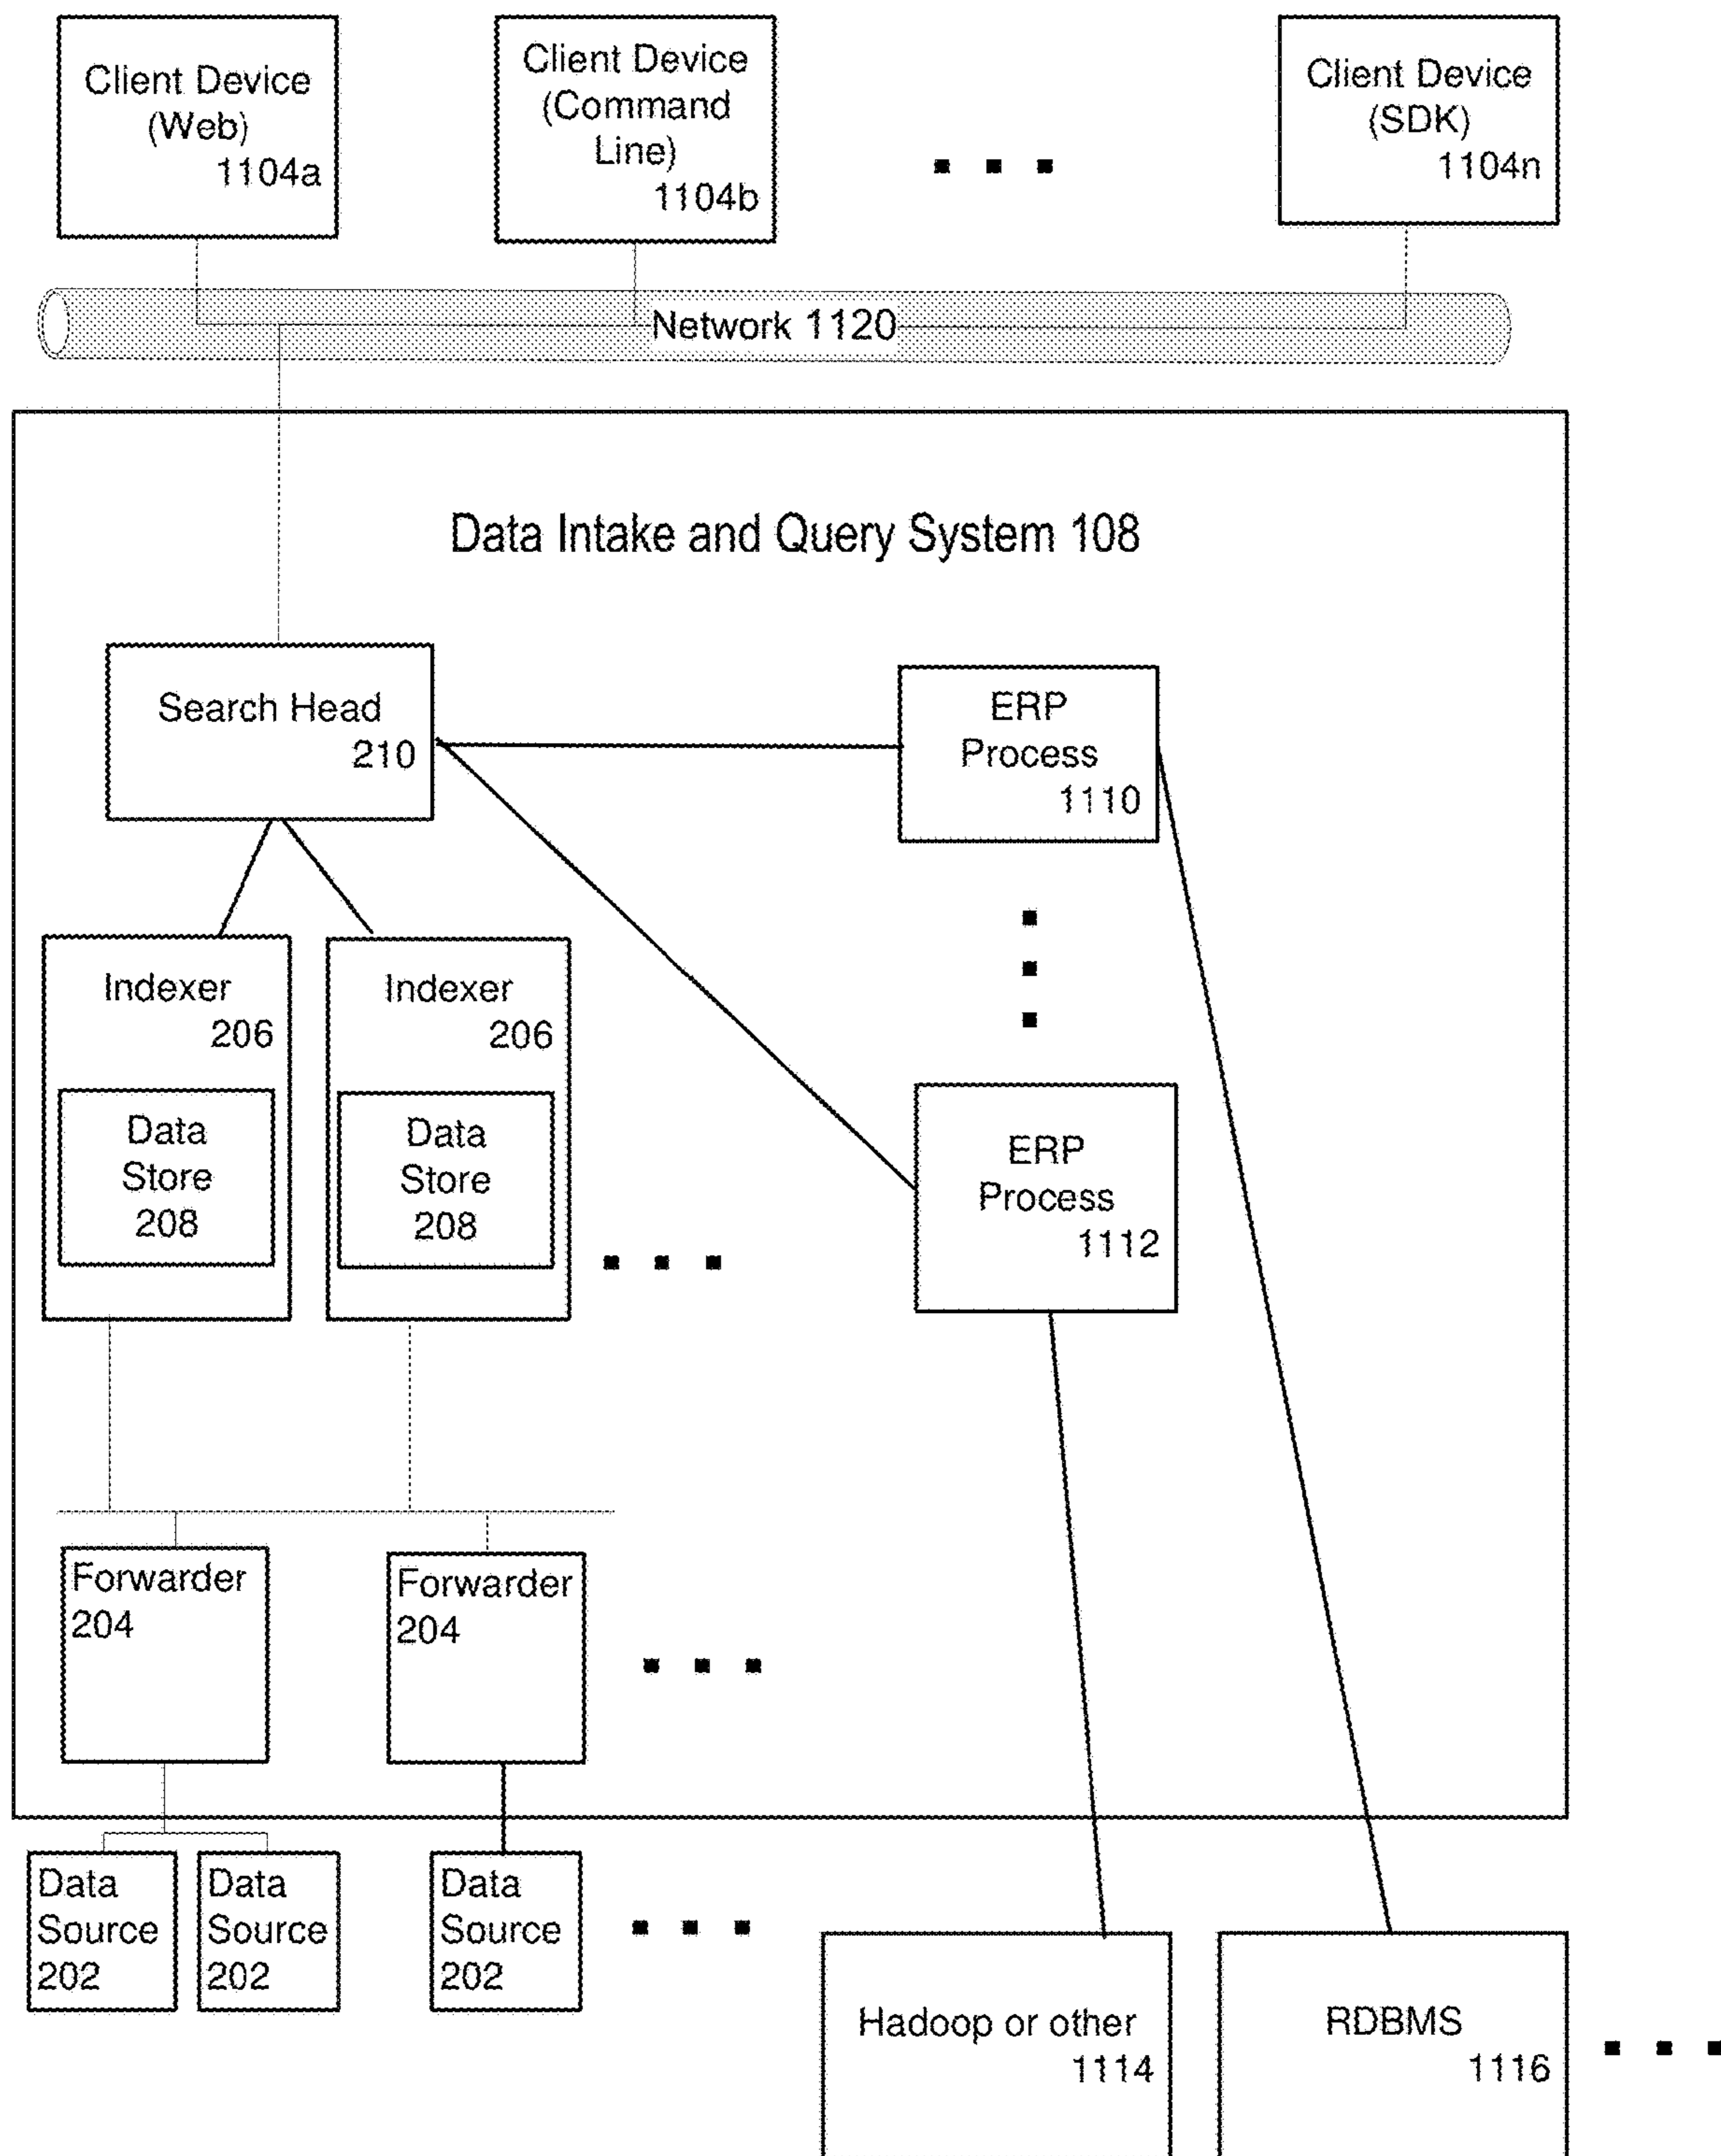 Client Device
(Web)
1104a
Client Device
(Command
Line)
1104b
Client Device
(SDK)
1104n
Network 1120
Data Intake and Query System 108
Search Head
210
ERP
Process
1110
Indexer
206
Data
Store
208
Indexer
206
Data
Store
208
ERP
Process
1112
Forwarder
204
Forwarder
204
Data
Source
202
Data
Source
202
Data
Source
202
Hadoop or other
1114
RDBMS
1116